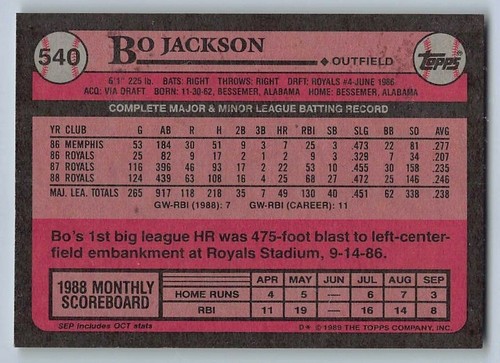 540
BO JACKSON
OUTFIELD
Topps
6'1" 225 lb. BATS: RIGHT THROWS: RIGHT DRFT: ROYALS #4-JUNE 1986
ACQ: VIA DRAFT BORN: 11-30-62, BESSEMER, ALABAMA HOME: BESSEMER, ALABAMA
COMPLETE MAJOR & MINOR LEAGUE BATTING RECORD
YR CLUB G AB R H 2B 3B HR RBI SB SLG BB SO AVG
86 MEMPHIS 53 184 30 51 9 3 7 25 3 .473 22 81 .277
86 ROYALS 25 82 9 17 2 1 2 9 3 .329 7 34 .207
87 ROYALS 116 396 46 93 17 2 22 53 10 .455 30 158 .235
88 ROYALS 124 439 63 108 16 4 25 68 27 .472 25 146 .246
MAJ. LEA. TOTALS 265 917 118 218 35 7 49 130 40 .451 62 338 .238
GW-RBI (1988): 7 GW-RBI (CAREER): 11
Bo's 1st big league HR was 475-foot blast to left-center-
field embankment at Royals Stadium, 9-14-86.
1988 MONTHLY
SCOREBOARD
APR MAY JUN JUL AUG SEP
HOME RUNS 4 5 — 6 7 3
RBI 11 19 — 16 14 8
SEP includes OCT stats
D* © 1989 THE TOPPS COMPANY, INC.